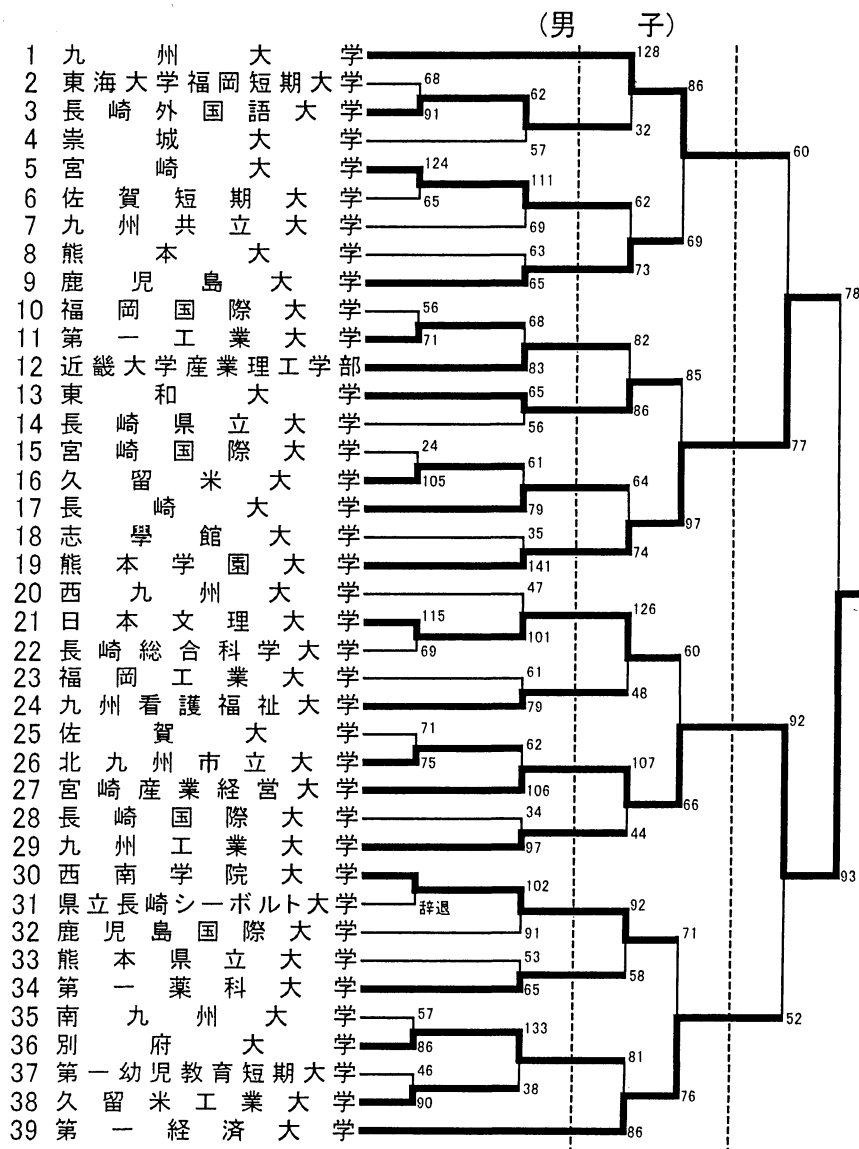 (男 子)
1 九州大学 128
2 東海大学福岡短期大学 68 62 86
3 長崎外国語大学 91 32
4 崇城大学 57
5 宮崎大学 124 111 60
6 佐賀短期大学 65 62
7 九州共立大学 69
8 熊本大学 63 73 69
9 鹿児島大学 65
10 福岡国際大学 56 68 78
11 第一工業大学 71 82
12 近畿大学産業理工学部 83 85
13 東和大学 65 86
14 長崎県立大学 56 77
15 宮崎国際大学 24 61
16 久留米大学 105 64
17 長崎大学 79 97
18 志學館大学 35 74
19 熊本学園大学 141
20 西九州大学 47 126
21 日本文理大学 115 101
22 長崎総合科学大学 69 60
23 福岡工業大学 61 48
24 九州看護福祉大学 79
25 佐賀大学 71 62 92
26 北九州市立大学 75 107
27 宮崎産業経営大学 106 66
28 長崎国際大学 34 44
29 九州工業大学 97
30 西南学院大学 102 93
31 県立長崎シーボルト大学 辞退 92
32 鹿児島国際大学 91 71
33 熊本県立大学 53 58
34 第一薬科大学 65
35 南九州大学 57 133 52
36 別府大学 86 81
37 第一幼児教育短期大学 46 38 76
38 久留米工業大学 90
39 第一経済大学 86